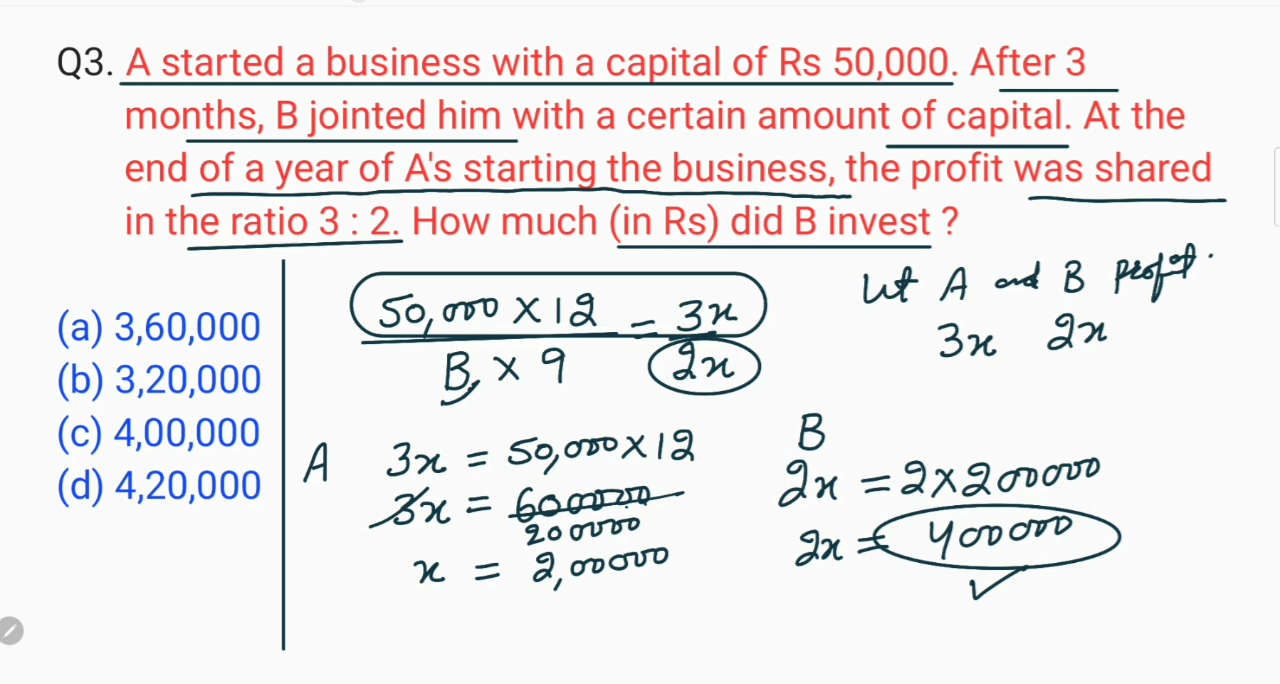 Q3. A started a business with a capital of Rs 50,000. After 3
months, B jointed him with a certain amount of capital. At the
end of a year of A's starting the business, the profit was shared
in the ratio 3 : 2. How much (in Rs) did B invest ?
(a) 3,60,000
(b) 3,20,000
(c) 4,00,000
(d) 4,20,000
50,000 × 12 = 3x
B × 9 2x
Let A and B profit.
3x 2x
A 3x = 50,000 × 12
3x = 600000
200000
x = 2,00000
B
2x = 2 × 200000
2x = 400000